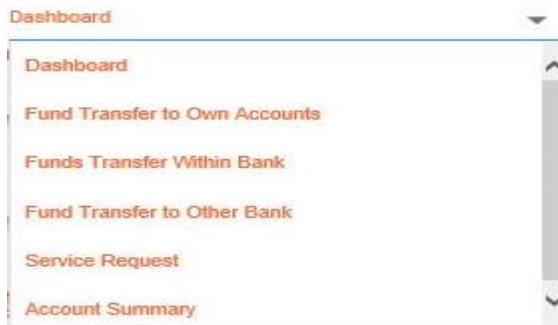 Dashboard
Dashboard
Fund Transfer to Own Accounts
Funds Transfer Within Bank
Fund Transfer to Other Bank
Service Request
Account Summary